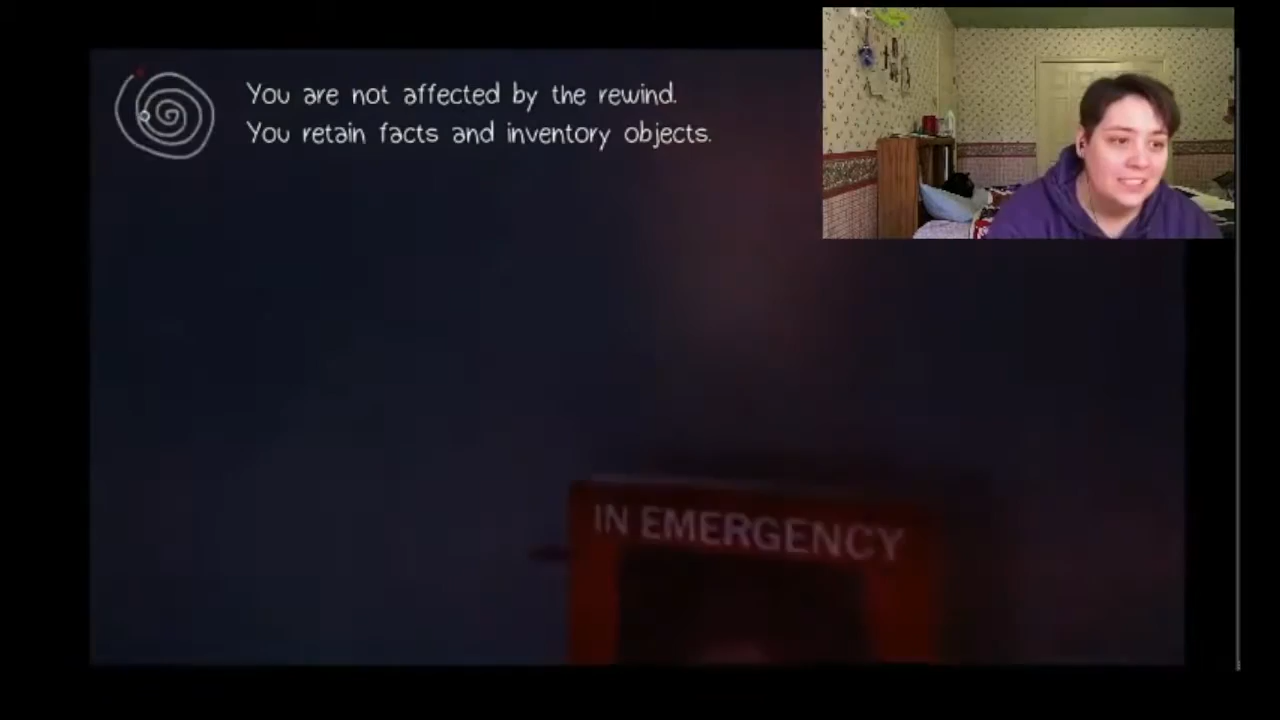 You are not affected by the rewind.
You retain facts and inventory objects.
IN EMERGENCY